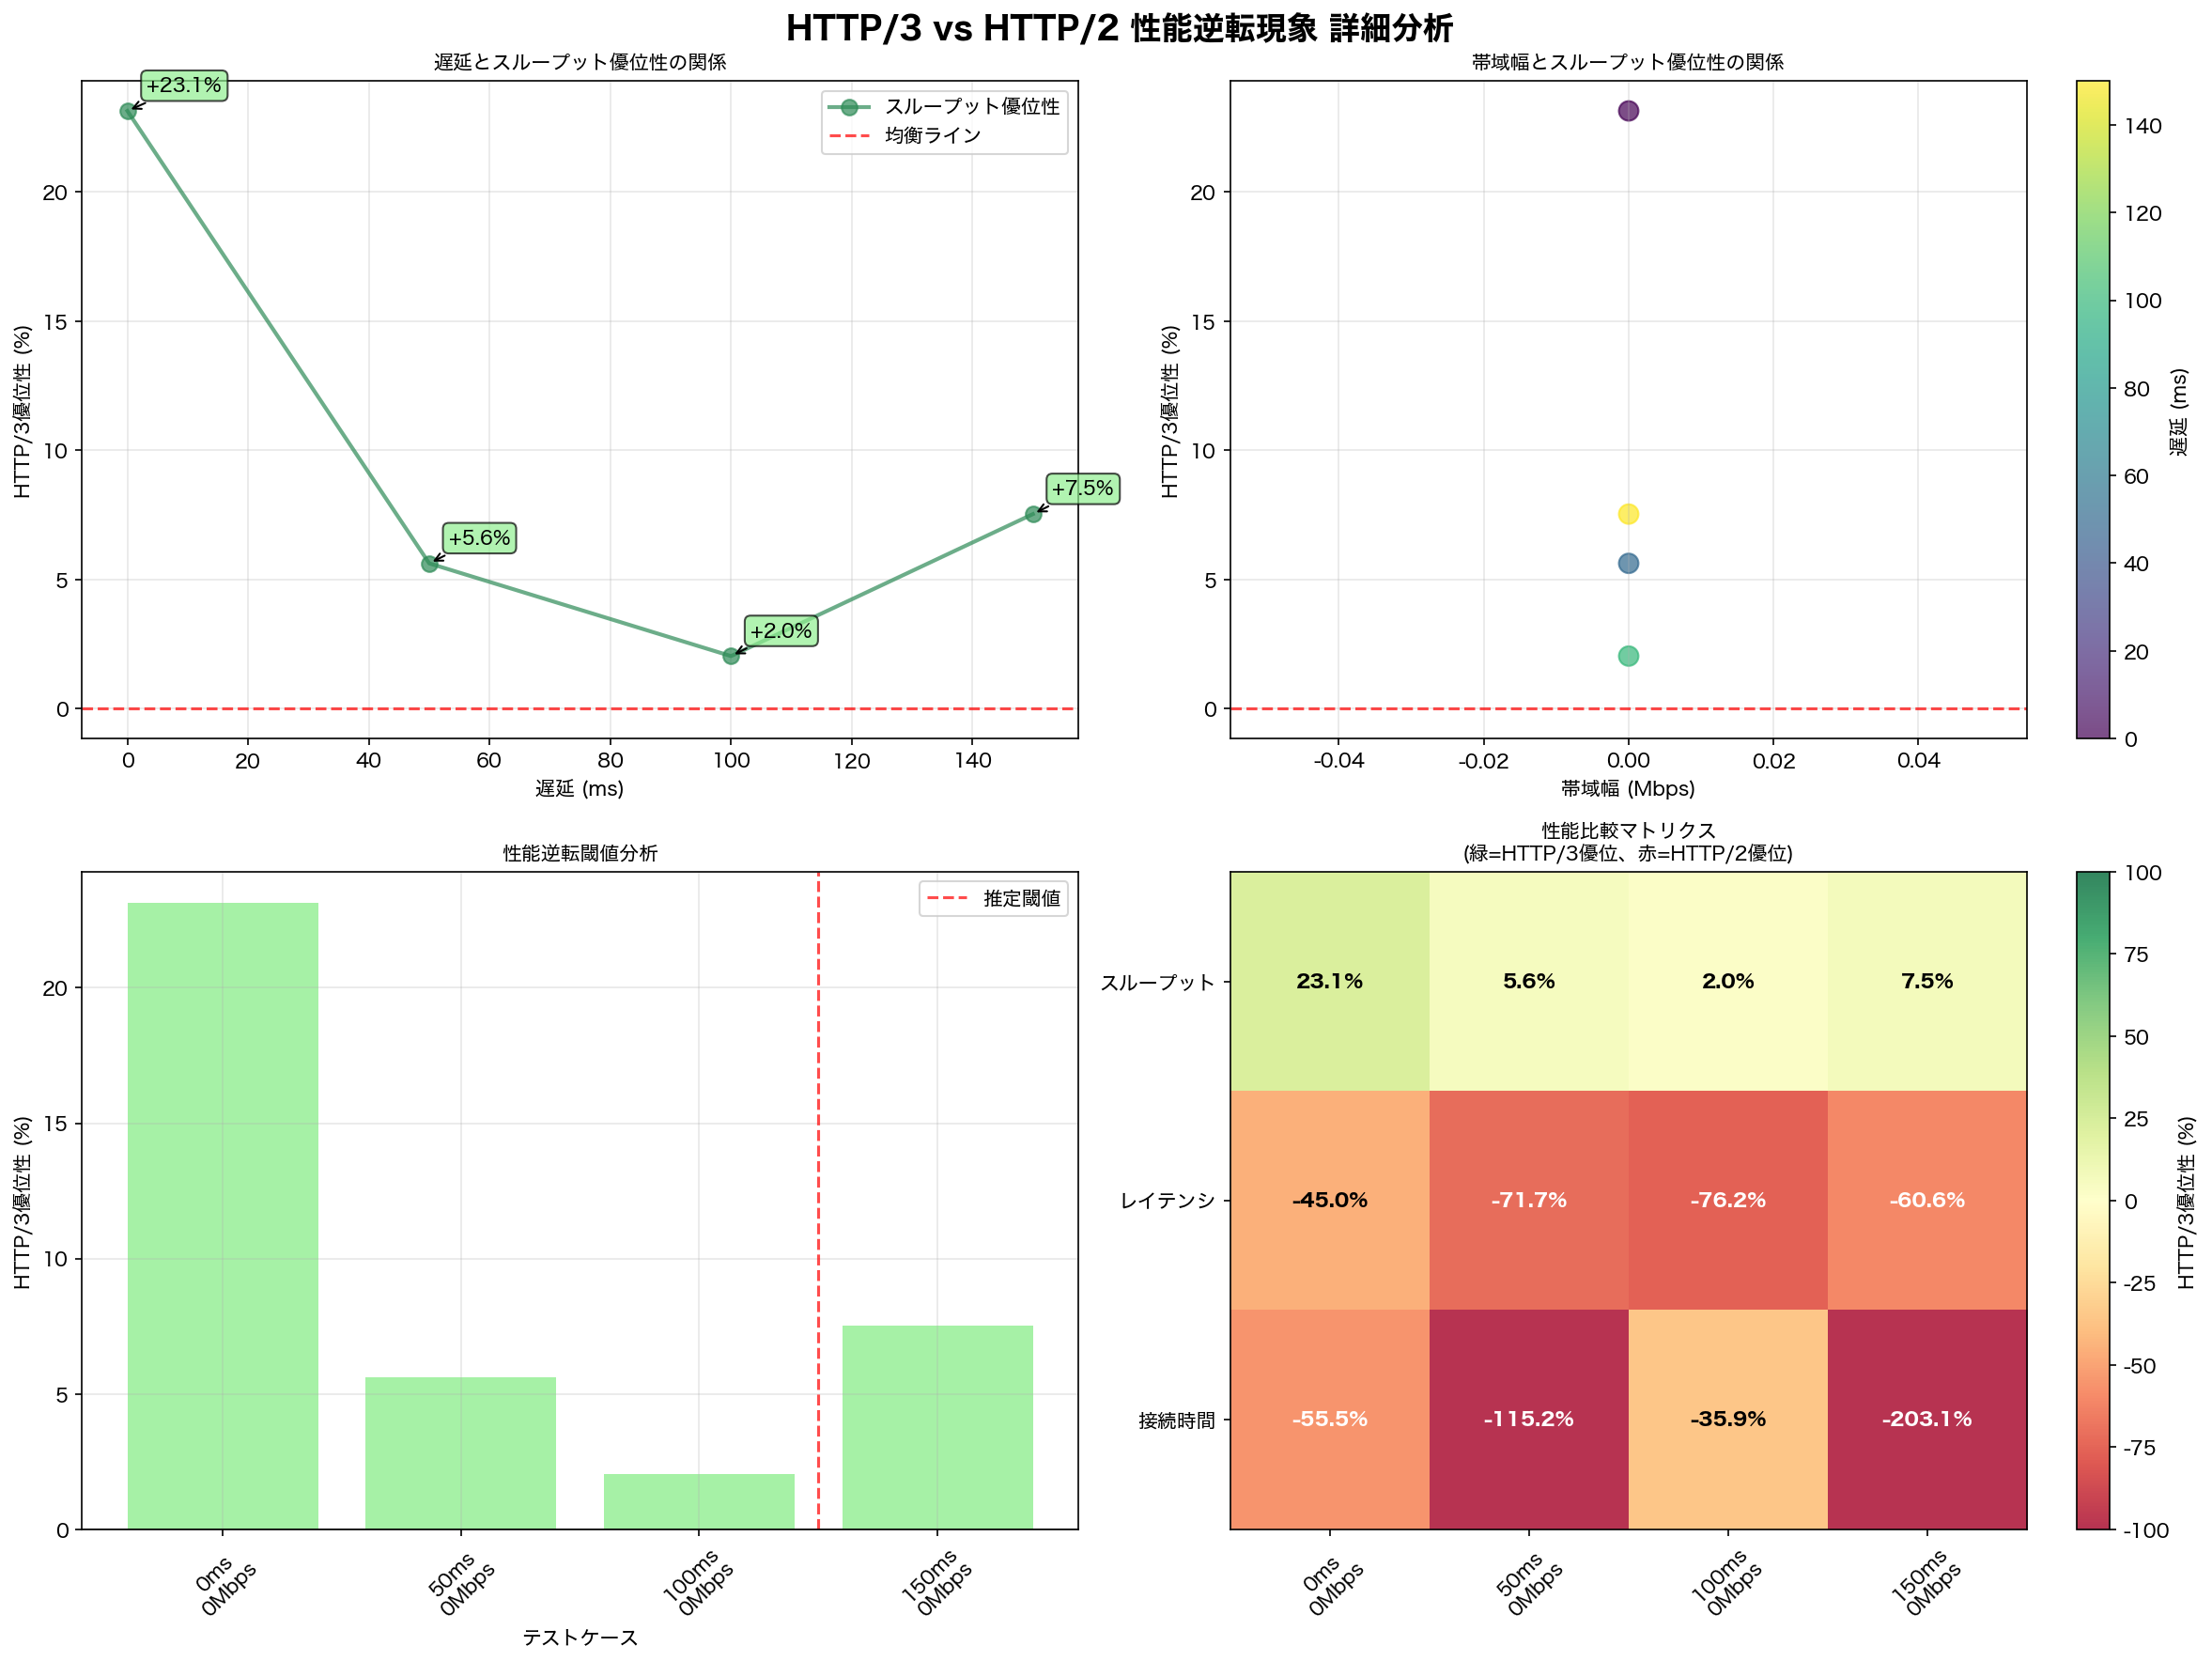 HTTP/3 vs HTTP/2 性能逆転現象 詳細分析
遅延とスループット優位性の関係
HTTP/3優位性 (%)
20
15
10
5
0
+23.1%
+5.6%
+2.0%
+7.5%
スループット優位性
均衡ライン
0
20
40
60
80
100
120
140
遅延 (ms)
帯域幅とスループット優位性の関係
HTTP/3優位性 (%)
20
15
10
5
0
-0.04
-0.02
0.00
0.02
0.04
帯域幅 (Mbps)
140
120
100
80
60
40
20
0
遅延 (ms)
性能逆転閾値分析
HTTP/3優位性 (%)
20
15
10
5
0
推定閾値
0ms
0Mbps
50ms
0Mbps
100ms
0Mbps
150ms
0Mbps
テストケース
性能比較マトリクス
(緑=HTTP/3優位、赤=HTTP/2優位)
スループット
23.1%
5.6%
2.0%
7.5%
レイテンシ
-45.0%
-71.7%
-76.2%
-60.6%
接続時間
-55.5%
-115.2%
-35.9%
-203.1%
0ms
0Mbps
50ms
0Mbps
100ms
0Mbps
150ms
0Mbps
100
75
50
25
0
-25
-50
-75
-100
HTTP/3優位性 (%)